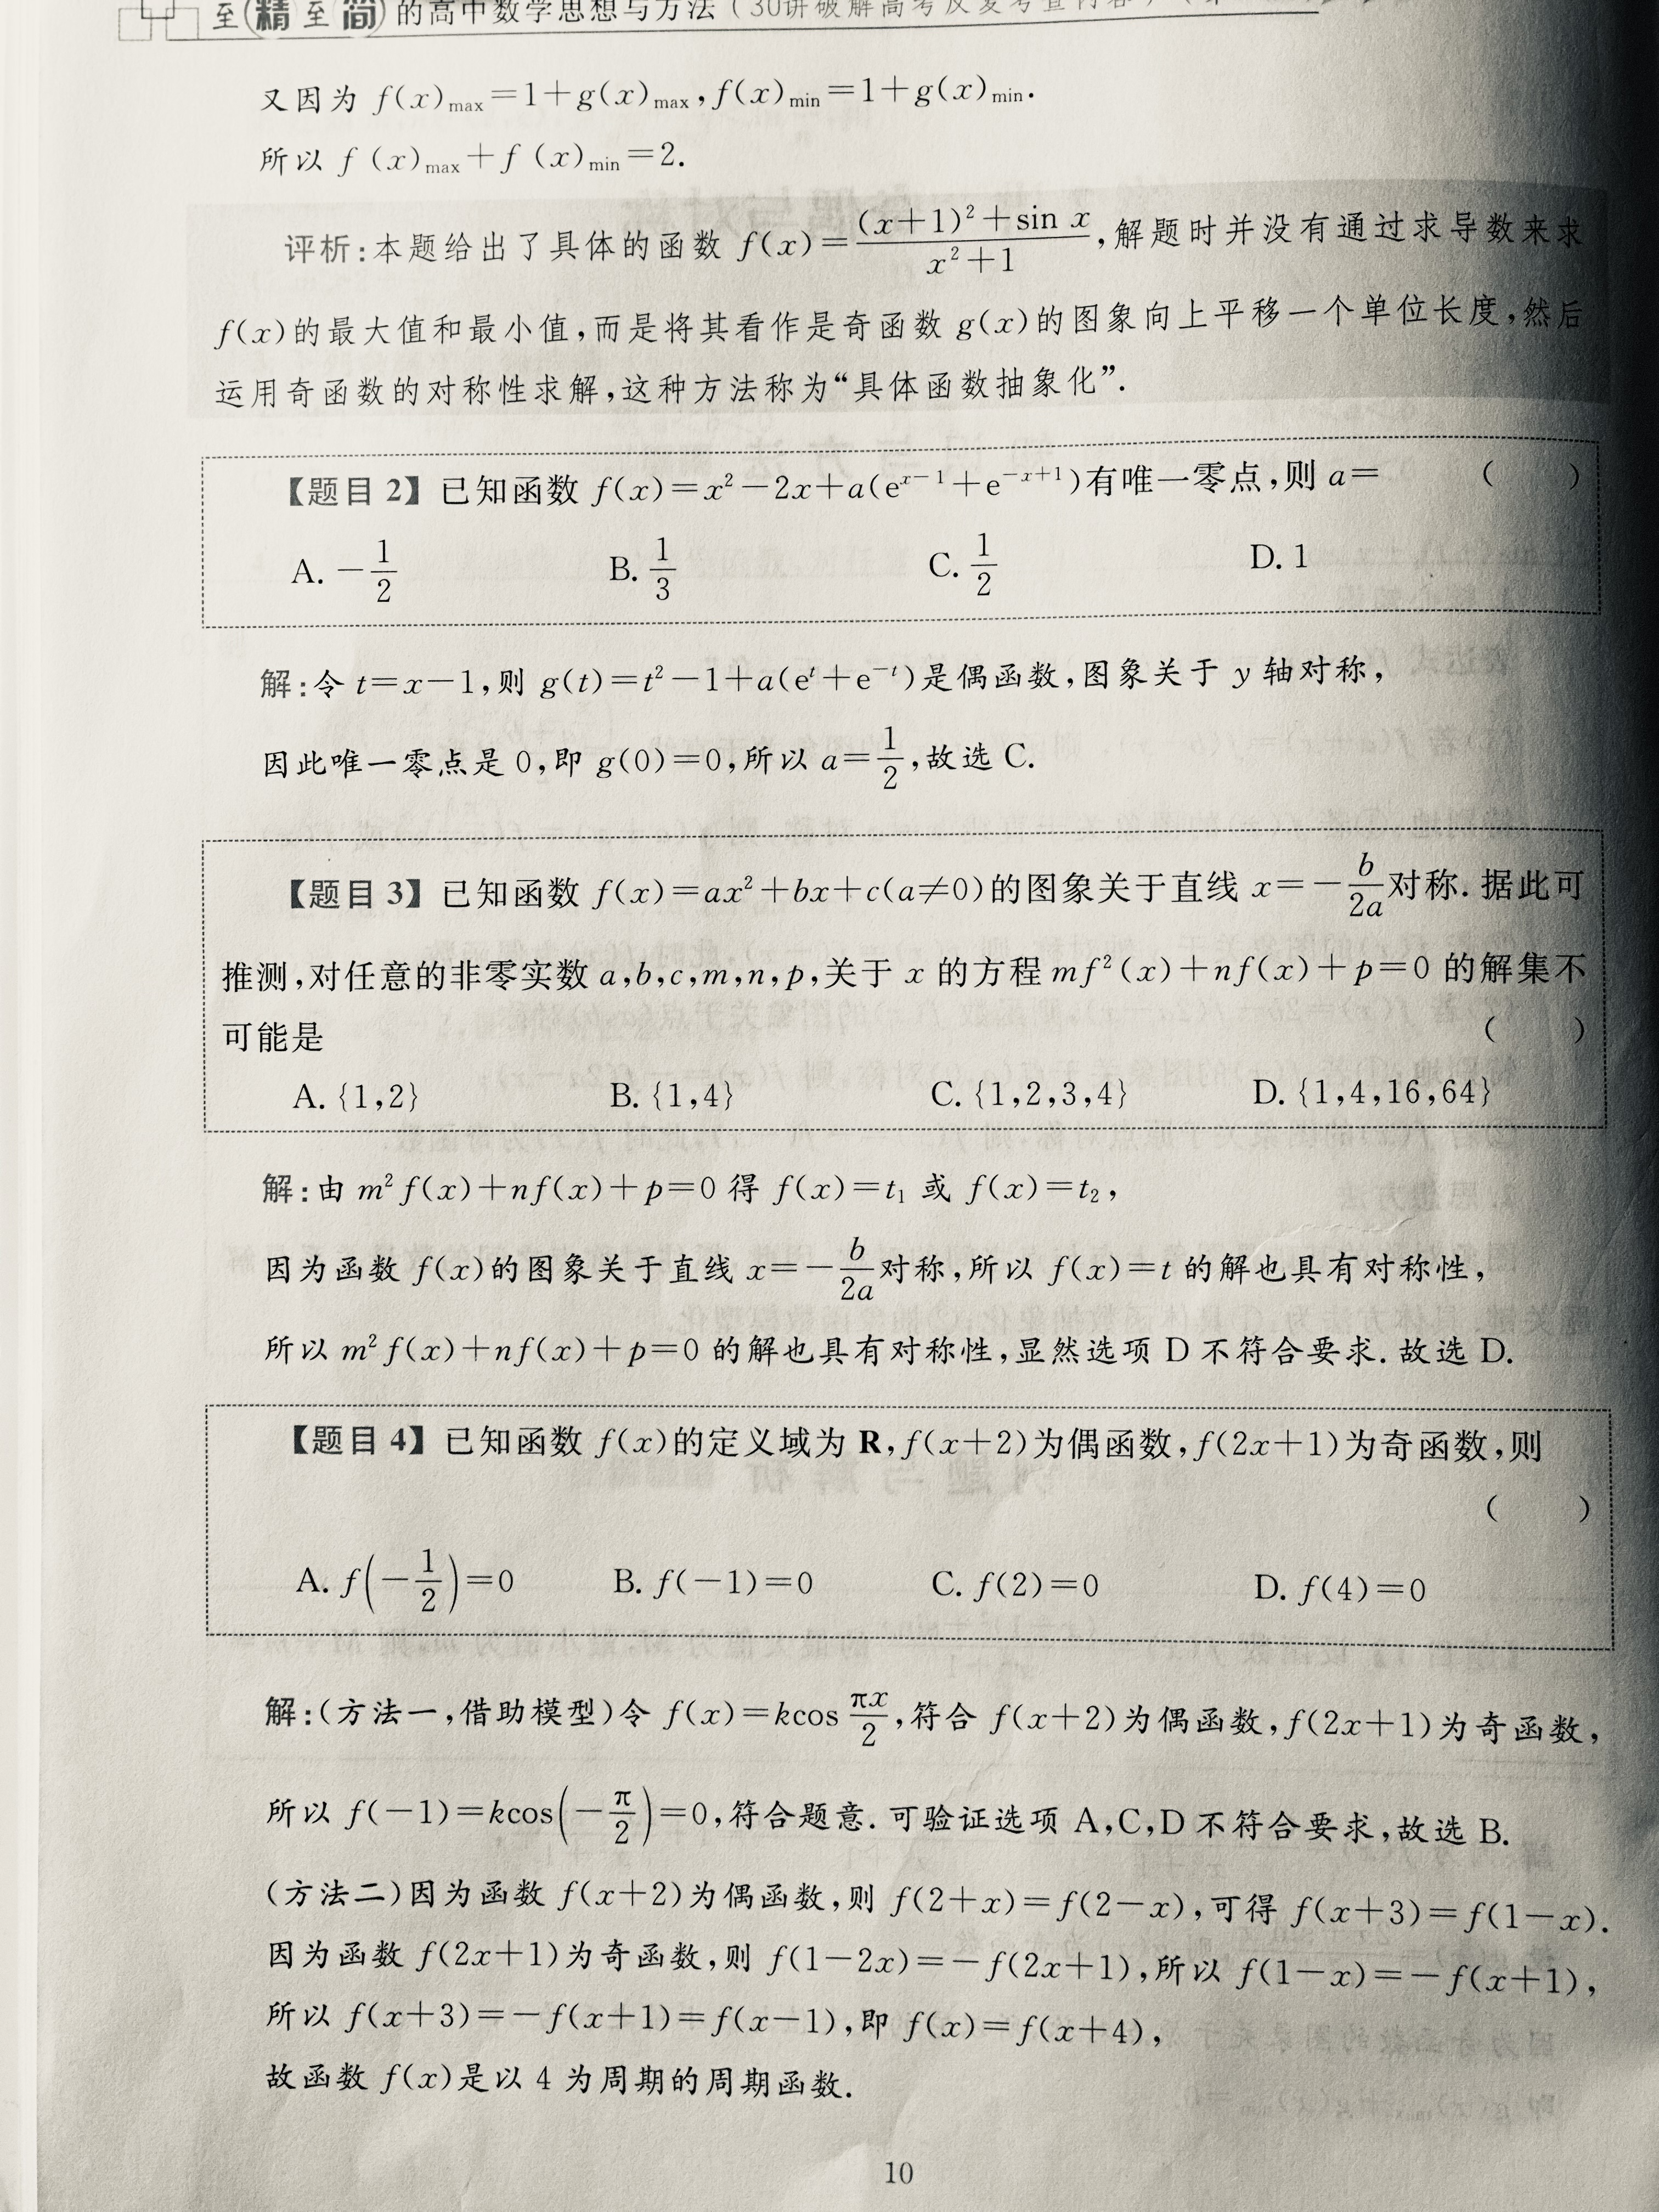 至精至简的高中数学思想与方法(30讲破解高考反复考查内容)
又因为 f(x)max=1+g(x)max,f(x)min=1+g(x)min.
所以 f (x)max+f (x)min=2.
评析:本题给出了具体的函数 f(x)=\frac{(x+1)²+sin x}{x²+1},解题时并没有通过求导数来求
f(x)的最大值和最小值,而是将其看作是奇函数 g(x)的图象向上平移一个单位长度,然后
运用奇函数的对称性求解,这种方法称为“具体函数抽象化”.
【题目 2】已知函数 f(x)=x²-2x+a(e^{x-1}+e^{-x+1})有唯一零点,则 a= ( )
A. -\frac{1}{2} B. \frac{1}{3} C. \frac{1}{2} D. 1
解:令 t=x-1,则 g(t)=t²-1+a(e^{t}+e^{-t})是偶函数,图象关于 y 轴对称,
因此唯一零点是 0,即 g(0)=0,所以 a=\frac{1}{2},故选 C.
【题目 3】已知函数 f(x)=ax²+bx+c(a≠0)的图象关于直线 x=-\frac{b}{2a}对称. 据此可
推测,对任意的非零实数 a,b,c,m,n,p,关于 x 的方程 mf²(x)+nf(x)+p=0 的解集不
可能是 ( )
A. {1,2} B. {1,4} C. {1,2,3,4} D. {1,4,16,64}
解:由 m²f(x)+nf(x)+p=0 得 f(x)=t₁ 或 f(x)=t₂,
因为函数 f(x)的图象关于直线 x=-\frac{b}{2a}对称,所以 f(x)=t 的解也具有对称性,
所以 m²f(x)+nf(x)+p=0 的解也具有对称性,显然选项 D 不符合要求. 故选 D.
【题目 4】已知函数 f(x)的定义域为 R,f(x+2)为偶函数,f(2x+1)为奇函数,则
( )
A. f(-\frac{1}{2})=0 B. f(-1)=0 C. f(2)=0 D. f(4)=0
解:(方法一,借助模型)令 f(x)=kcos \frac{πx}{2},符合 f(x+2)为偶函数,f(2x+1)为奇函数,
所以 f(-1)=kcos(-\frac{π}{2})=0,符合题意. 可验证选项 A,C,D 不符合要求,故选 B.
(方法二)因为函数 f(x+2)为偶函数,则 f(2+x)=f(2-x),可得 f(x+3)=f(1-x).
因为函数 f(2x+1)为奇函数,则 f(1-2x)=-f(2x+1),所以 f(1-x)=-f(x+1),
所以 f(x+3)=-f(x+1)=f(x-1),即 f(x)=f(x+4),
故函数 f(x)是以 4 为周期的周期函数.
10